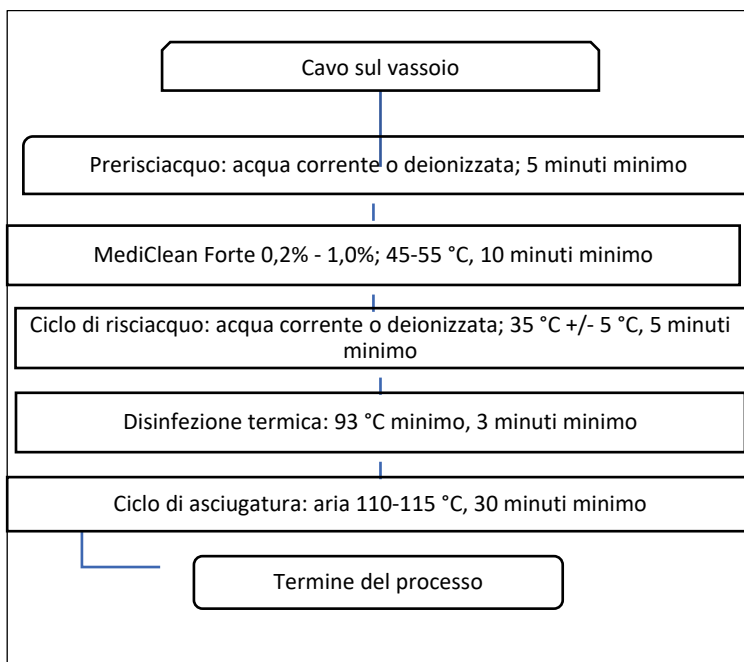 Cavo sul vassoio
Prerisciacquo: acqua corrente o deionizzata; 5 minuti minimo
MediClean Forte 0,2% - 1,0%; 45-55 °C, 10 minuti minimo
Ciclo di risciacquo: acqua corrente o deionizzata; 35 °C +/- 5 °C, 5 minuti
minimo
Disinfezione termica: 93 °C minimo, 3 minuti minimo
Ciclo di asciugatura: aria 110-115 °C, 30 minuti minimo
Termine del processo